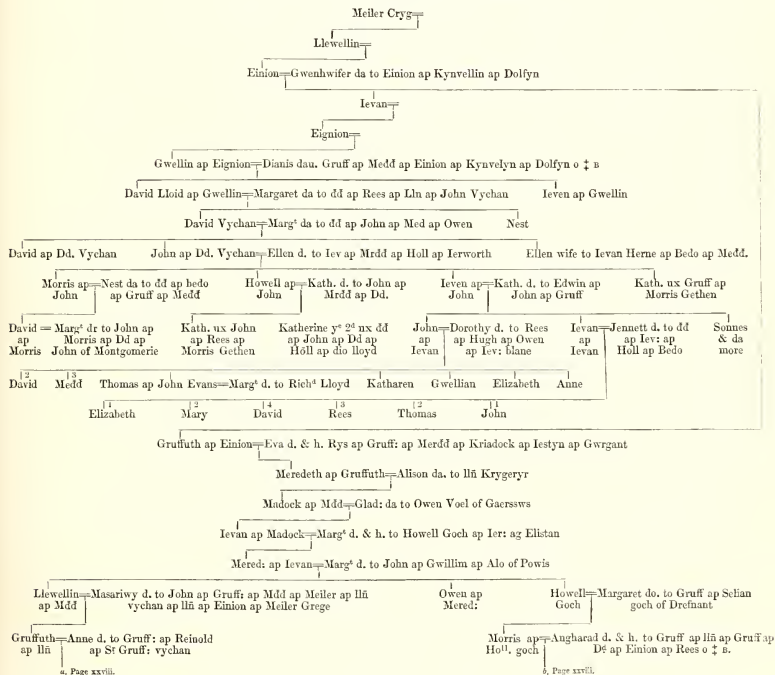 Meiler Cryg
Llewellin
Einion=Gwenhwifer da to Einion ap Kynvellin ap Dolfyn
Ievan
Eignion
Gwellin ap Eignion=Dianis dau. Gruff ap Medd ap Einion ap Kynvelyn ap Dolfyn o ‡ B
David Lloid ap Gwellin=Margaret da to dd ap Rees ap Lln ap John Vychan Ieven ap Gwellin
David Vychan=Margt da to dd ap John ap Med ap Owen Nest
David ap Dd. Vychan John ap Dd. Vychan=Ellen d. to Iev ap Mrdd ap Holl ap Ierworth Ellen wife to Ievan Herne ap Bedo ap Medd.
Morris ap=Nest da to dd ap bedo Howell ap=Kath. d. to John ap Ieven ap=Kath. d. to Edwin ap Kath. ux Gruff ap
John ap Gruff ap Medd John Mrdd ap Dd. John John ap Gruff Morris Gethen
David = Margt dr to John ap Kath. ux John Katherine ye 2d ux dd John=Dorothy d. to Rees Ievan=Jennett d. to dd Sonnes
ap Morris ap Dd ap ap Rees ap ap John ap Dd ap ap ap Hugh ap Owen ap ap Iev: ap & da
Morris John of Montgomerie Morris Gethen Holl ap dio lloyd Ievan ap Iev: blane Ievan Holl ap Bedo more
2 3
David Medd Thomas ap John Evans=Margt d. to Richd Lloyd Katharen Gwellian Elizabeth Anne
1 2 4 3 2 1
Elizabeth Mary David Rees Thomas John
Gruffuth ap Einion=Eva d. & h. Rys ap Gruff: ap Merdd ap Kriadock ap Iestyn ap Gwrgant
Meredeth ap Gruffuth=Alison da. to lln̄ Krygeryr
Madock ap Mdd=Glad: da to Owen Voel of Gaerssws
Ievan ap Madock=Margt d. & h. to Howell Goch ap Ier: ag Elistan
Mered: ap Ievan=Margt d. to John ap Gwillim ap Alo of Powis
Llewellin=Masariwy d. to John ap Gruff: ap Mdd ap Meiler ap lln̄ Owen ap Howell=Margaret do. to Gruff ap Selian
ap Mdd vychan ap lln̄ ap Einion ap Meiler Grege Mered: Goch goch of Drefnant
Gruffuth=Anne d. to Gruff: ap Reinold Morris ap=Angharad d. & h. to Gruff ap lln̄ ap Gruff ap
ap lln̄ ap Sr Gruff: vychan Holl. goch Dd ap Einion ap Rees o ‡ B.
a, Page xxviii. b, Page xxviii.